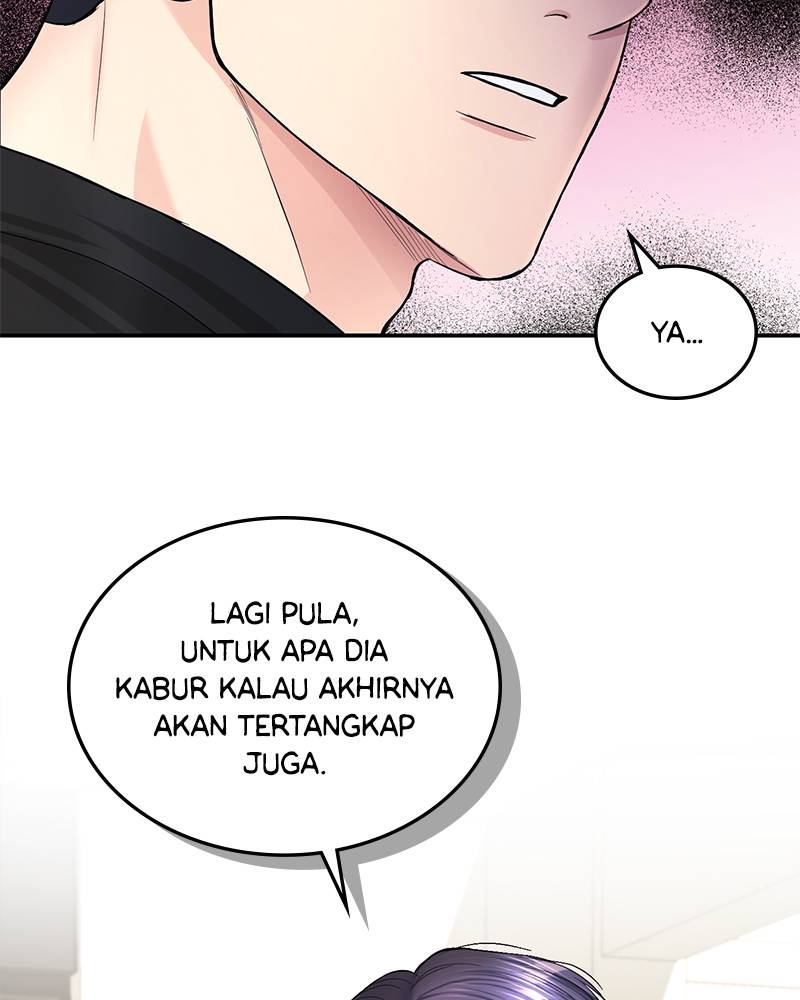 YA...
LAGI PULA,
UNTUK APA DIA
KABUR KALAU AKHIRNYA
AKAN TERTANGKAP
JUGA.